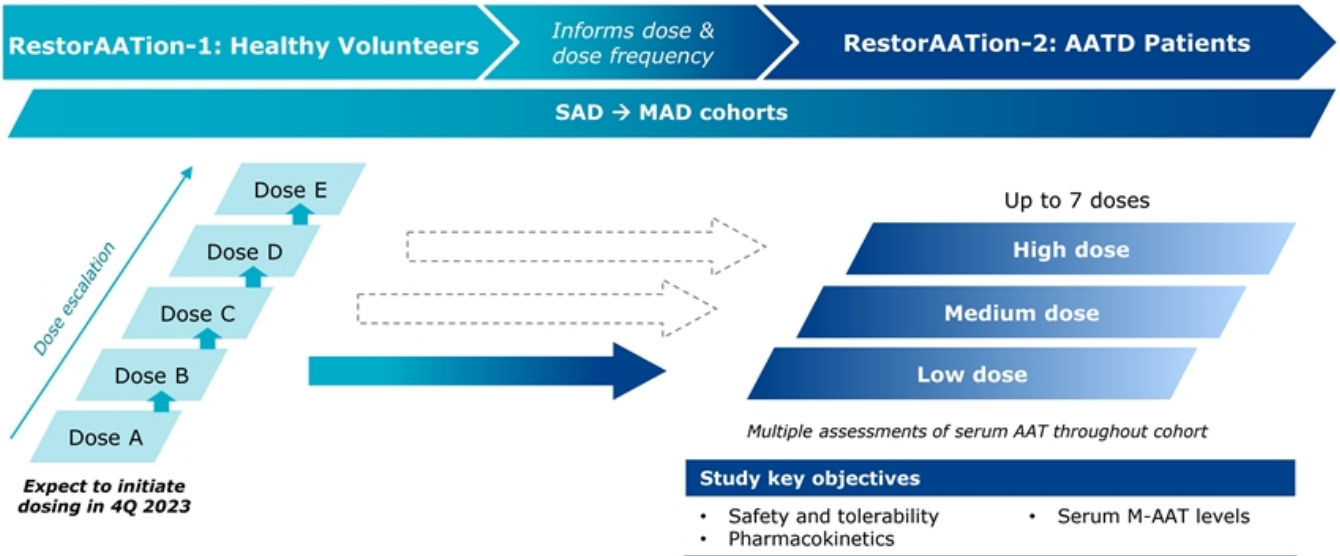 RestorAATion-1: Healthy Volunteers
Informs dose &
dose frequency
RestorAATion-2: AATD Patients
SAD → MAD cohorts
Dose escalation
Dose E
Dose D
Dose C
Dose B
Dose A
Expect to initiate
dosing in 4Q 2023
Up to 7 doses
High dose
Medium dose
Low dose
Multiple assessments of serum AAT throughout cohort
Study key objectives
• Safety and tolerability
• Pharmacokinetics
• Serum M-AAT levels